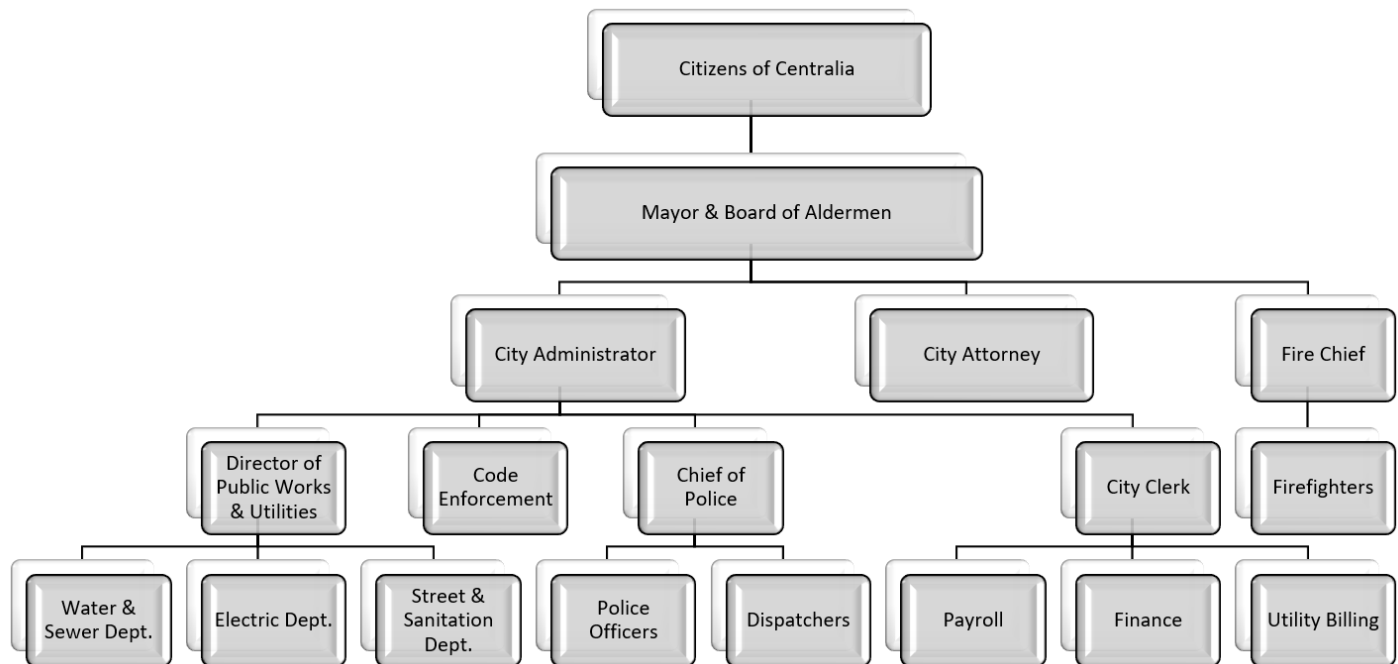 Citizens of Centralia
Mayor & Board of Aldermen
City Administrator
City Attorney
Fire Chief
Director of
Public Works
& Utilities
Code
Enforcement
Chief of
Police
City Clerk
Firefighters
Water &
Sewer Dept.
Electric Dept.
Street &
Sanitation
Dept.
Police
Officers
Dispatchers
Payroll
Finance
Utility Billing